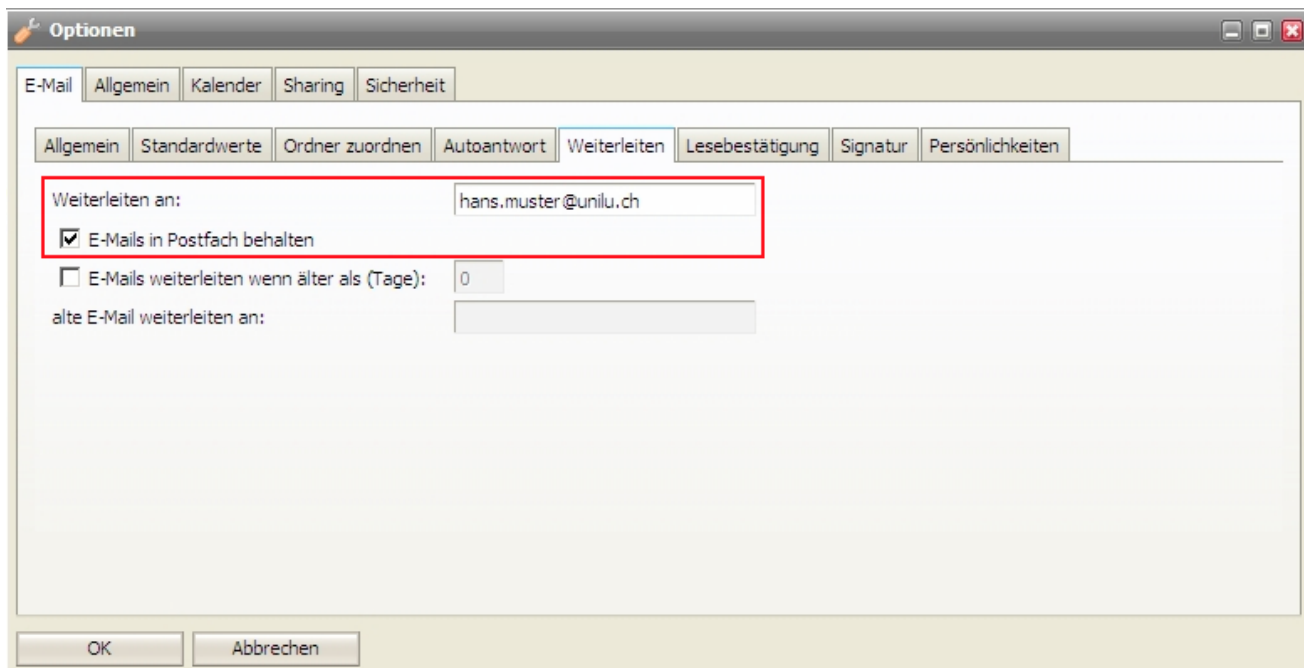 Optionen
E-Mail Allgemein Kalender Sharing Sicherheit
Allgemein Standardwerte Ordner zuordnen Autoantwort Weiterleiten Lesebestätigung Signatur Persönlichkeiten
Weiterleiten an: hans.muster@unilu.ch
E-Mails in Postfach behalten
E-Mails weiterleiten wenn älter als (Tage): 0
alte E-Mail weiterleiten an:
OK Abbrechen